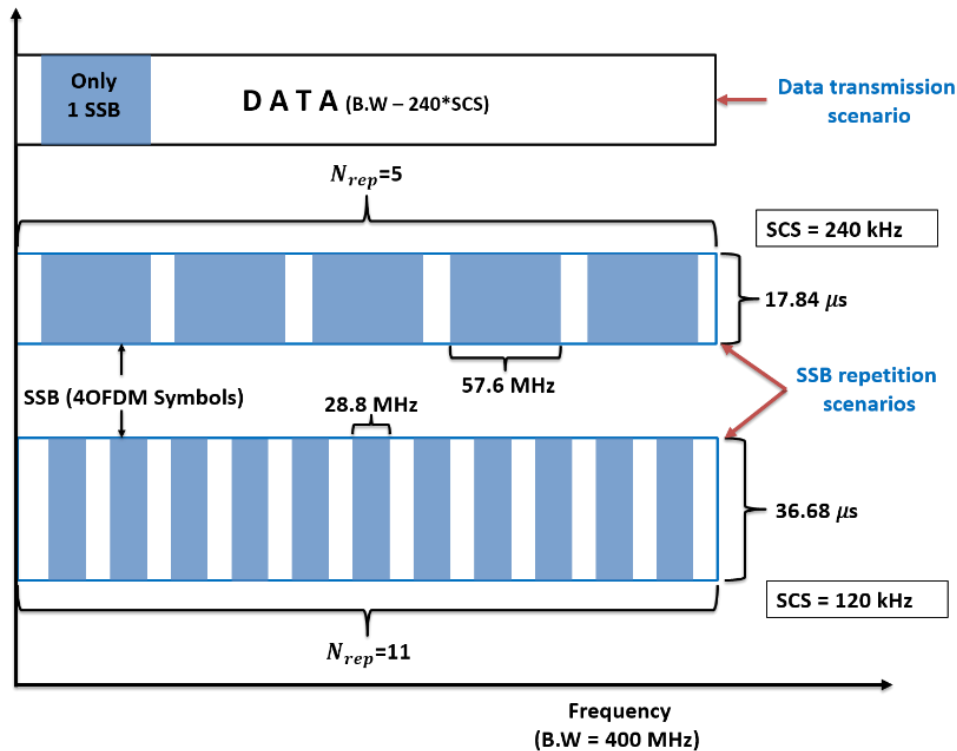 Only
1 SSB
D A T A (B.W – 240*SCS)
Data transmission
scenario
N_rep=5
SCS = 240 kHz
17.84 μs
57.6 MHz
SSB (4OFDM Symbols)
SSB repetition
scenarios
28.8 MHz
36.68 μs
SCS = 120 kHz
N_rep=11
Frequency
(B.W = 400 MHz)